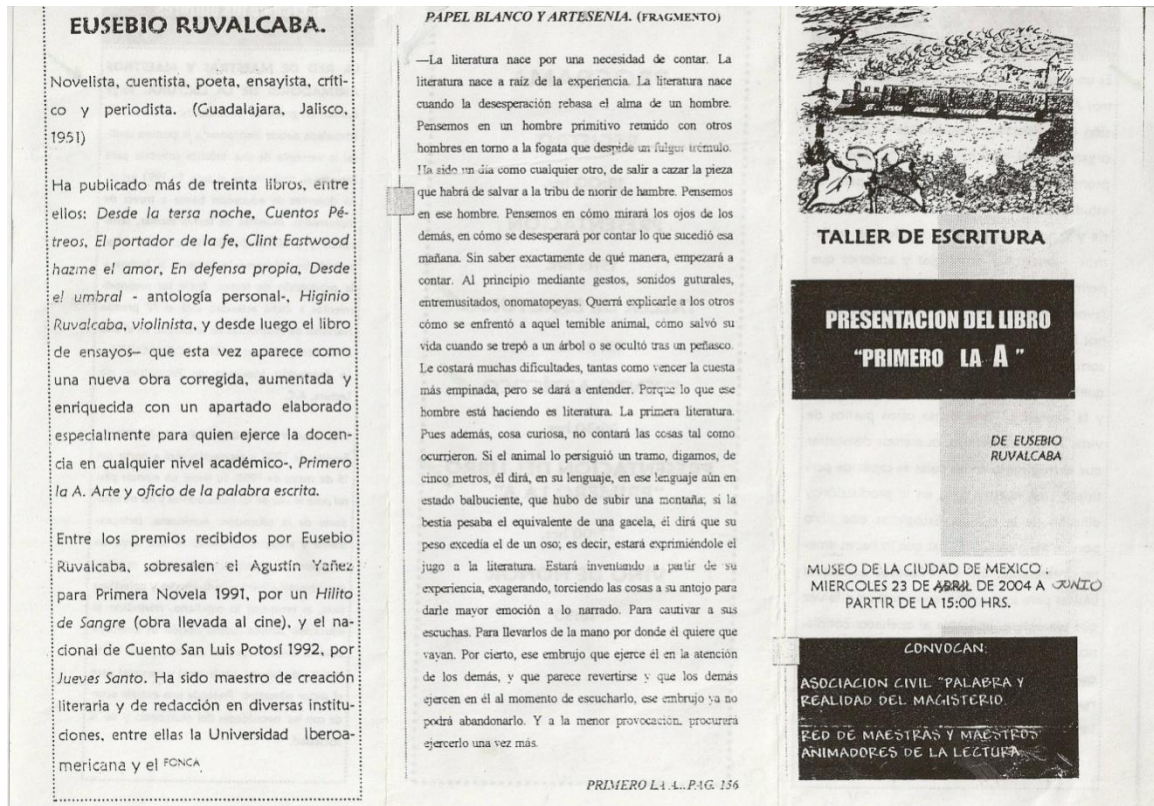 EUSEBIO RUVALCABA.
Novelista, cuentista, poeta, ensayista, críti-
co y periodista. (Guadalajara, Jalisco,
1951)
Ha publicado más de treinta libros, entre
ellos: Desde la tersa noche, Cuentos Pé-
treos, El portador de la fe, Clint Eastwood
hazme el amor, En defensa propia, Desde
el umbral - antología personal-, Higinio
Ruvalcaba, violinista, y desde luego el libro
de ensayos– que esta vez aparece como
una nueva obra corregida, aumentada y
enriquecida con un apartado elaborado
especialmente para quien ejerce la docen-
cia en cualquier nivel académico-, Primero
la A. Arte y oficio de la palabra escrita.
Entre los premios recibidos por Eusebio
Ruvalcaba, sobresalen el Agustín Yañez
para Primera Novela 1991, por un Hilito
de Sangre (obra llevada al cine), y el na-
cional de Cuento San Luis Potosí 1992, por
Jueves Santo. Ha sido maestro de creación
literaria y de redacción en diversas institu-
ciones, entre ellas la Universidad Iberoa-
mericana y el FONCA
PAPEL BLANCO Y ARTESENIA. (FRAGMENTO)
—La literatura nace por una necesidad de contar. La
literatura nace a raíz de la experiencia. La literatura nace
cuando la desesperación rebasa el alma de un hombre.
Pensemos en un hombre primitivo reunido con otros
hombres en torno a la fogata que despide un fulgor trémulo.
Ha sido un día como cualquier otro, de salir a cazar la pieza
que habrá de salvar a la tribu de morir de hambre. Pensemos
en ese hombre. Pensemos en cómo mirará los ojos de los
demás, en cómo se desesperará por contar lo que sucedió esa
mañana. Sin saber exactamente de qué manera, empezará a
contar. Al principio mediante gestos, sonidos guturales,
entremusitados, onomatopeyas. Querrá explicarle a los otros
cómo se enfrentó a aquel temible animal, cómo salvó su
vida cuando se trepó a un árbol o se ocultó tras un peñasco.
Le costará muchas dificultades, tantas como vencer la cuesta
más empinada, pero se dará a entender. Porque lo que ese
hombre está haciendo es literatura. La primera literatura.
Pues además, cosa curiosa, no contará las cosas tal como
ocurrieron. Si el animal lo persiguió un tramo, digamos, de
cinco metros, él dirá, en su lenguaje, en ese lenguaje aún en
estado balbuciente, que hubo de subir una montaña; si la
bestia pesaba el equivalente de una gacela, él dirá que su
peso excedía el de un oso; es decir, estará exprimiéndole el
jugo a la literatura. Estará inventando a partir de su
experiencia, exagerando, torciendo las cosas a su antojo para
darle mayor emoción a lo narrado. Para cautivar a sus
escuchas. Para llevarlos de la mano por donde él quiere que
vayan. Por cierto, ese embrujo que ejerce él en la atención
de los demás, y que parece revertirse y que los demás
ejercen en él al momento de escucharlo, ese embrujo ya no
podrá abandonarlo. Y a la menor provocación, procurará
ejercerlo una vez más.
PRIMERO LA A.. PAG. 156
TALLER DE ESCRITURA
PRESENTACION DEL LIBRO
"PRIMERO LA A "
DE EUSEBIO
RUVALCABA
MUSEO DE LA CIUDAD DE MEXICO .
MIERCOLES 23 DE ABRIL DE 2004 A JUNIO
PARTIR DE LA 15:00 HRS.
CONVOCAN:
ASOCIACION CIVIL "PALABRA Y
REALIDAD DEL MAGISTERIO.
RED DE MAESTRAS Y MAESTROS
ANIMADORES DE LA LECTURA